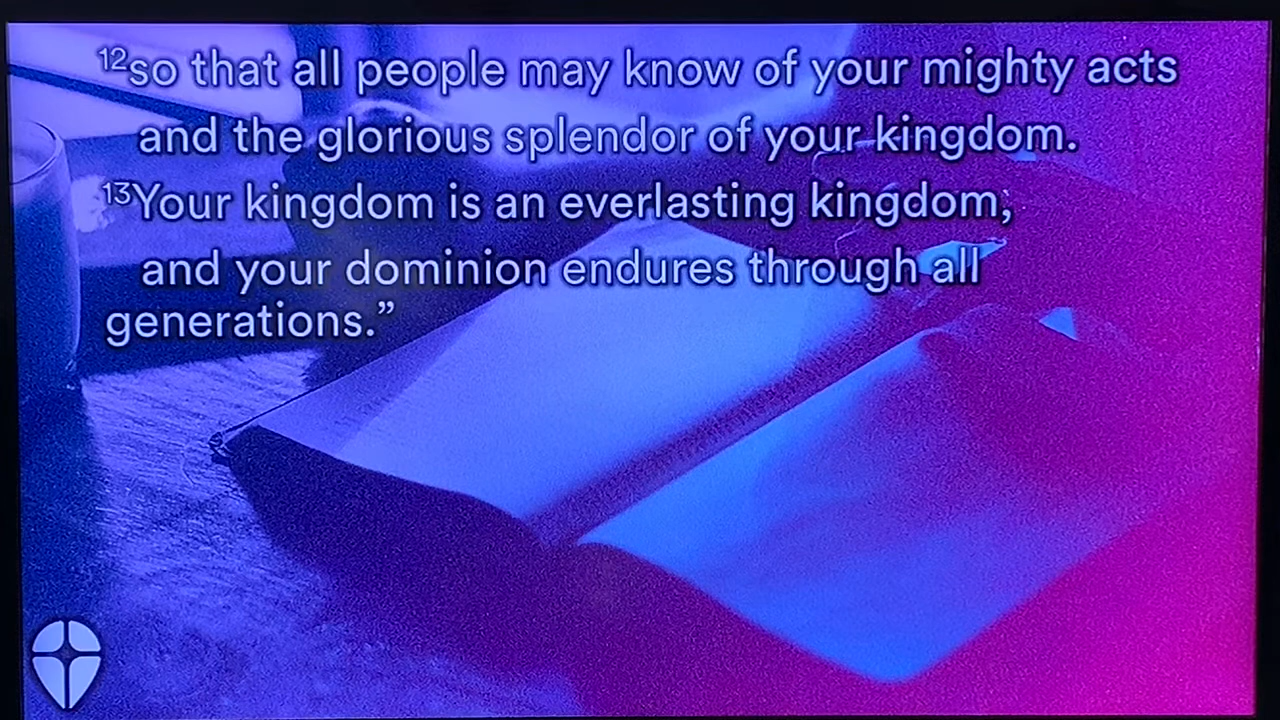 ¹²so that all people may know of your mighty acts
and the glorious splendor of your kingdom.
¹³Your kingdom is an everlasting kingdom,
and your dominion endures through all
generations.”